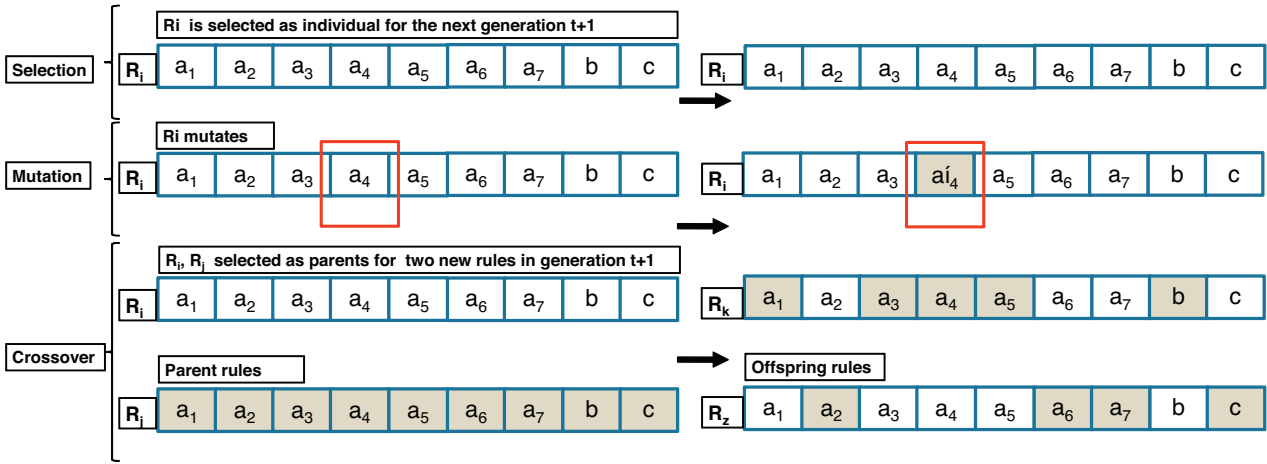 Ri is selected as individual for the next generation t+1
Selection
Ri a1 a2 a3 a4 a5 a6 a7 b c
Ri a1 a2 a3 a4 a5 a6 a7 b c
Ri mutates
Mutation
Ri a1 a2 a3 a4 a5 a6 a7 b c
Ri a1 a2 a3 aí4 a5 a6 a7 b c
Ri, Rj selected as parents for two new rules in generation t+1
Ri a1 a2 a3 a4 a5 a6 a7 b c
Rk a1 a2 a3 a4 a5 a6 a7 b c
Crossover
Parent rules
Offspring rules
Rj a1 a2 a3 a4 a5 a6 a7 b c
Rz a1 a2 a3 a4 a5 a6 a7 b c